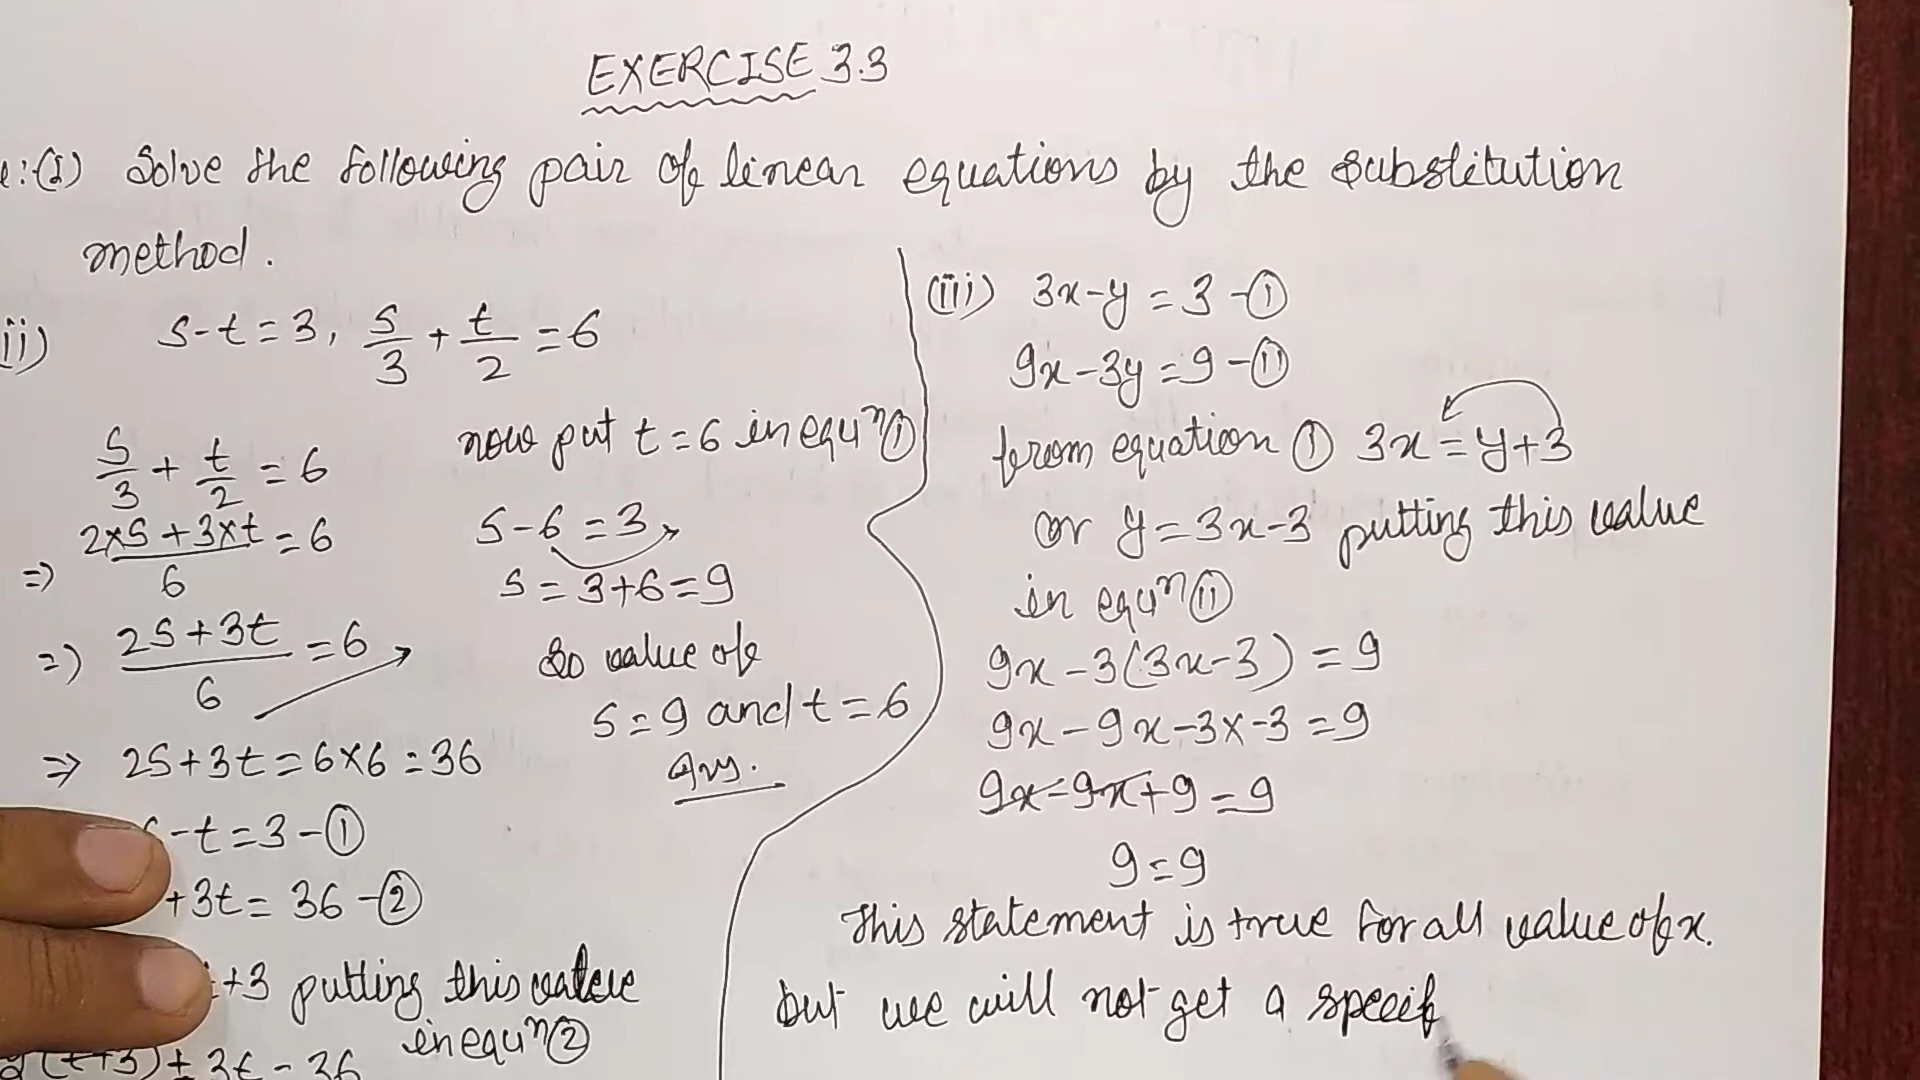 EXERCISE 3.3
:(1) Solve the following pair of linear equations by the substitution
method.
ii) s-t=3, s/3 + t/2 = 6
s/3 + t/2 = 6
=> 2×s+3×t/6 = 6
=) 2s+3t/6 = 6
=> 2s+3t=6×6=36
-t=3-①
+3t=36-②
+3 putting this value
in equⁿ②
(t+3)+3t=36
now put t=6 in equⁿ①
s-6=3
s=3+6=9
So value of
s=9 and t=6
Ans.
(iii) 3x-y=3-①
9x-3y=9-⑪
from equation ① 3x=y+3
or y=3x-3 putting this value
in equⁿ⑪
9x-3(3x-3)=9
9x-9x-3×-3=9
9x-9x+9=9
9=9
This statement is true for all value of x.
but we will not get a specif